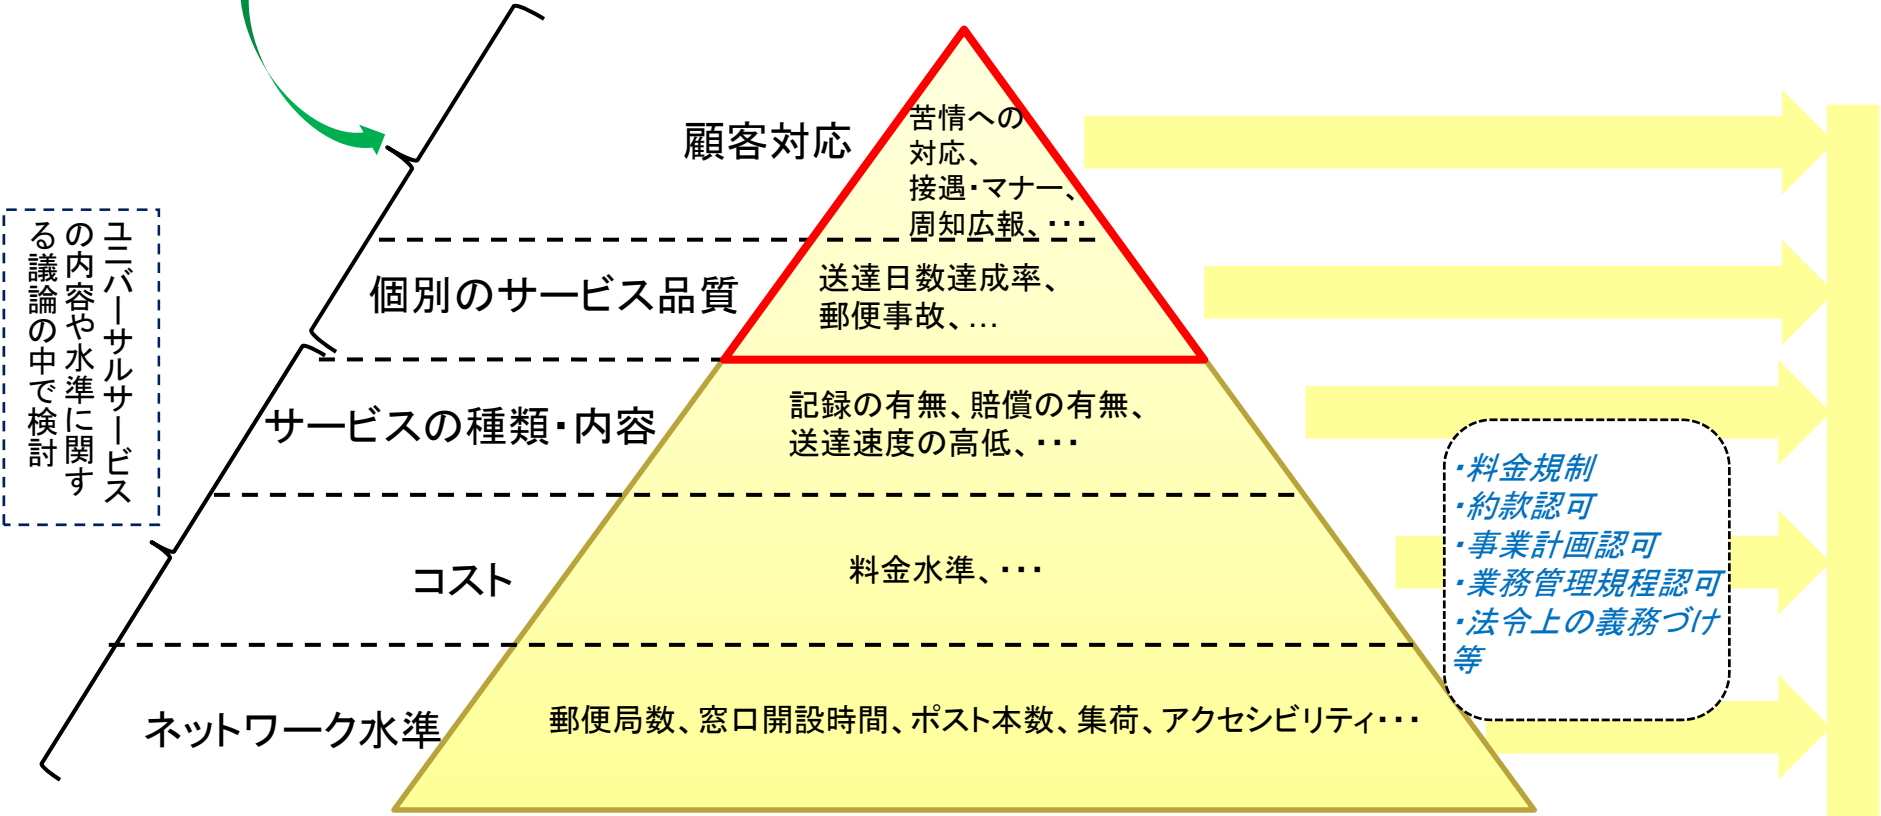 顧客対応
苦情への
対応、
接遇・マナー、
周知広報、・・・
ユニバーサルサービス
の内容や水準に関す
る議論の中で検討
個別のサービス品質
送達日数達成率、
郵便事故、…
サービスの種類・内容
記録の有無、賠償の有無、
送達速度の高低、・・・
・料金規制
・約款認可
・事業計画認可
・業務管理規程認可
・法令上の義務づけ
等
コスト
料金水準、・・・
ネットワーク水準
郵便局数、窓口開設時間、ポスト本数、集荷、アクセシビリティ・・・